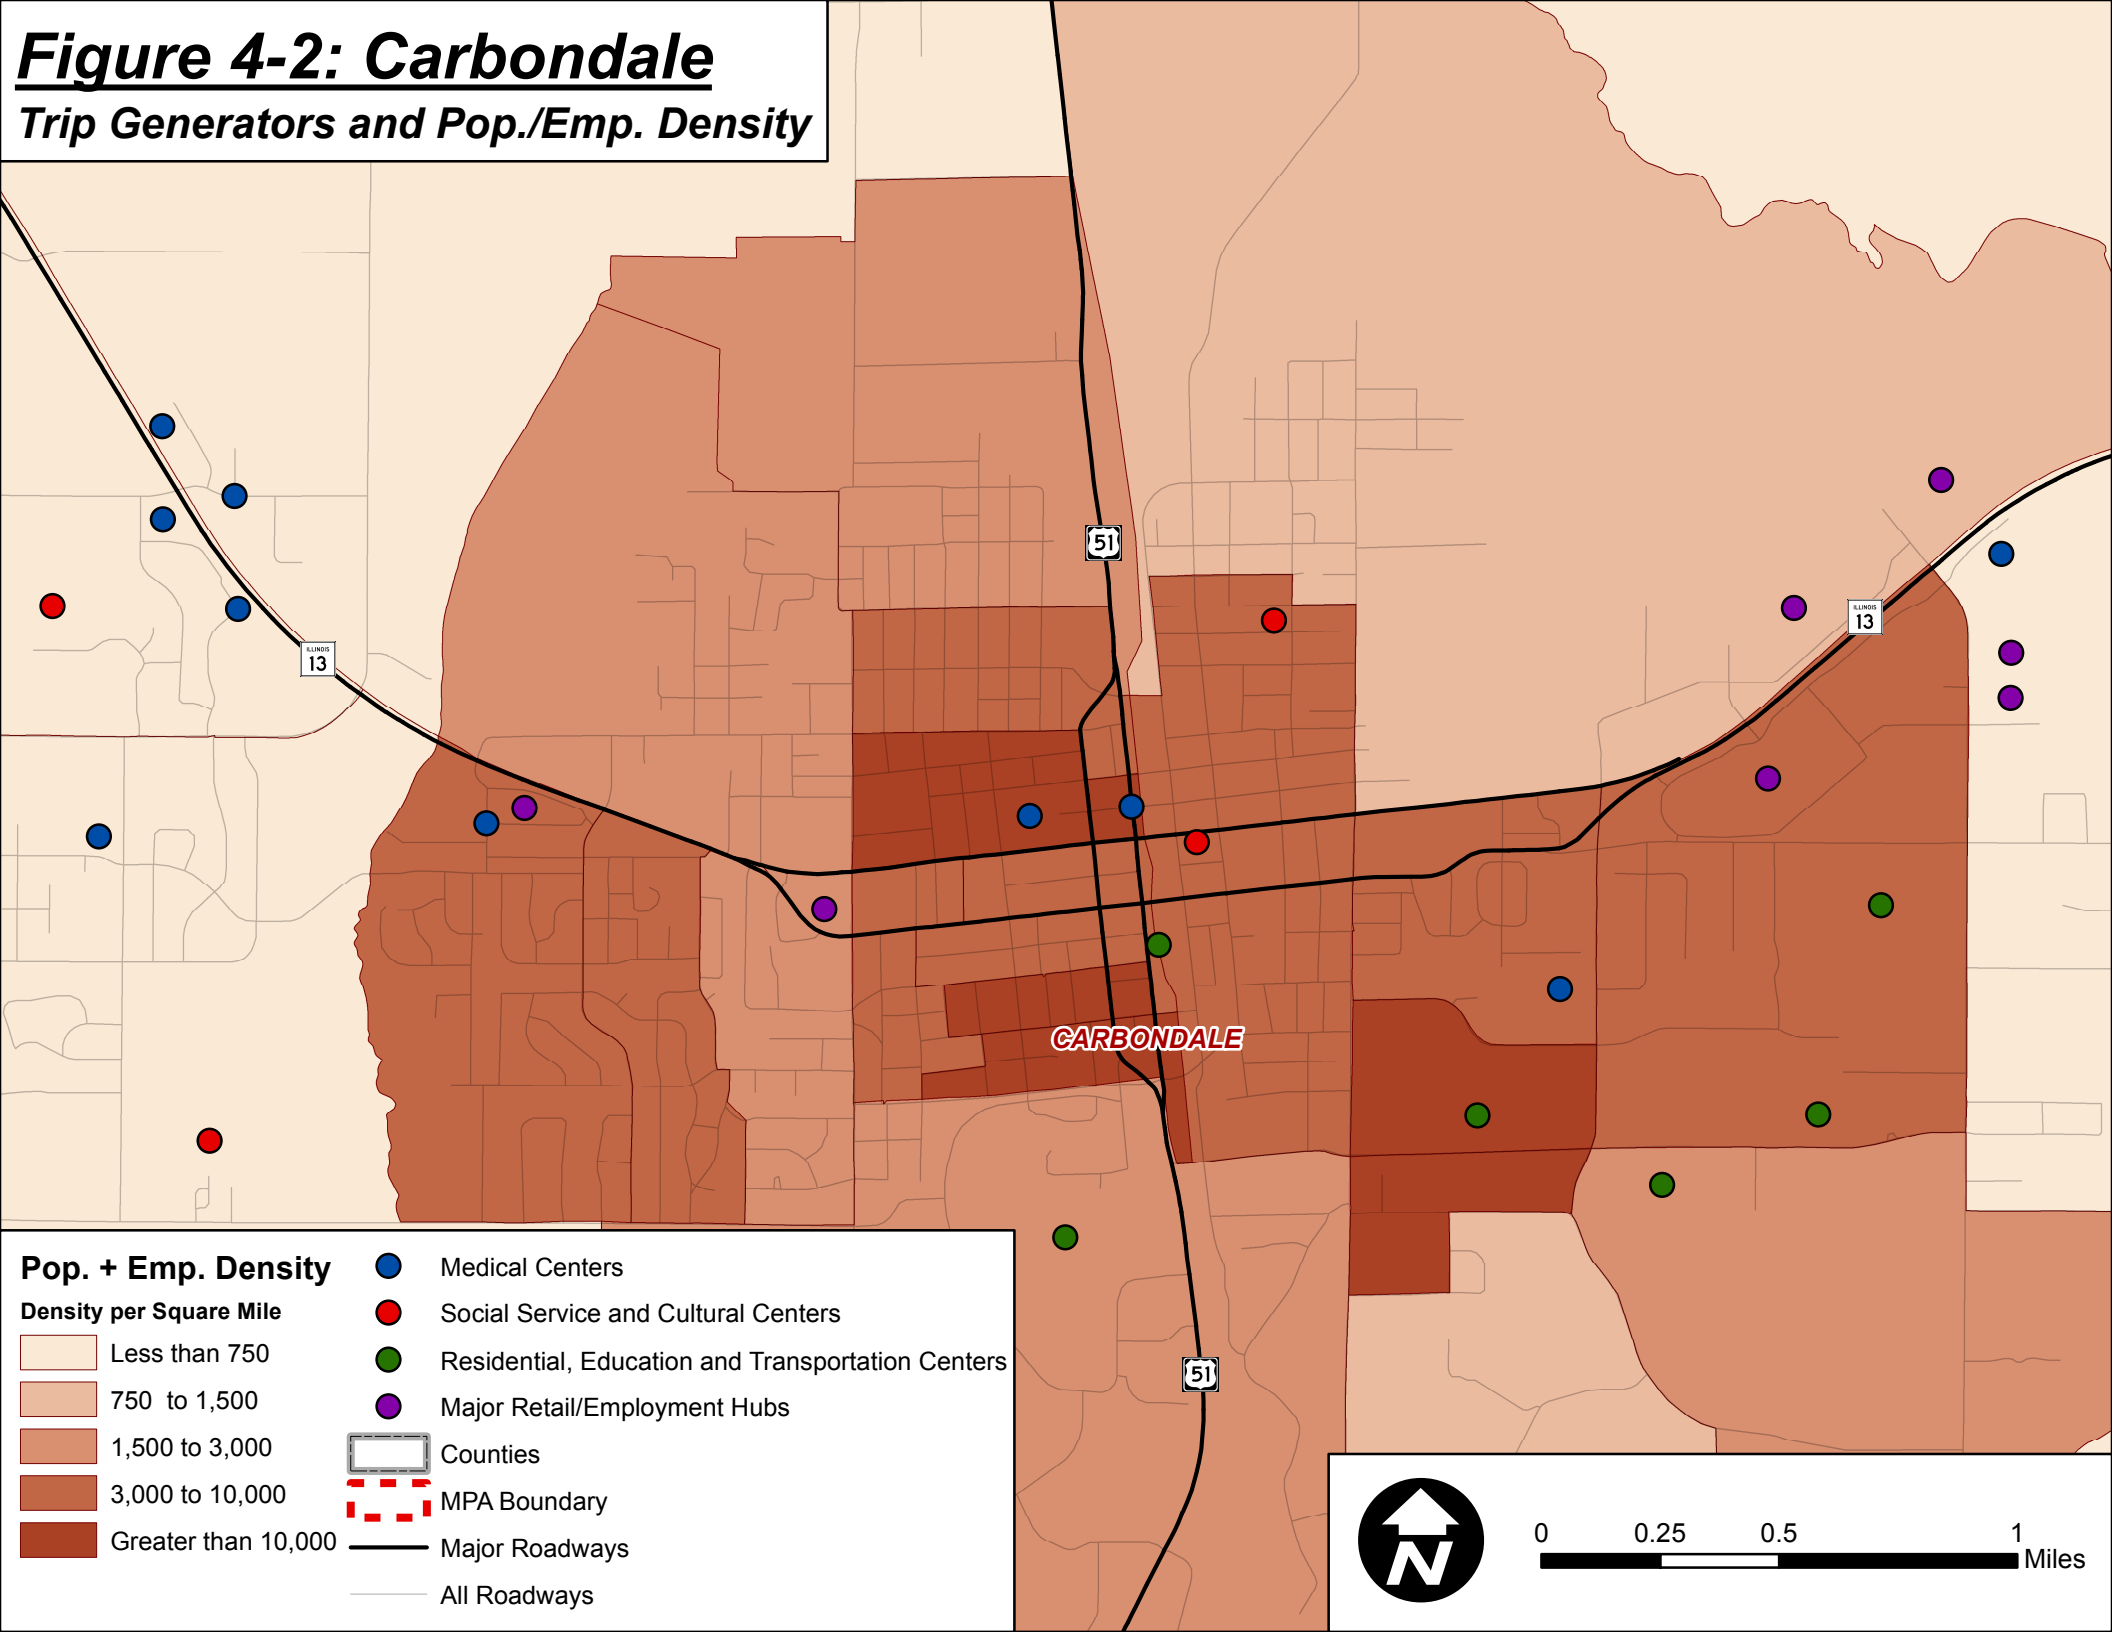 Figure 4-2: Carbondale
Trip Generators and Pop./Emp. Density
51
ILLINOIS
13
ILLINOIS
13
CARBONDALE
51
Pop. + Emp. Density
Density per Square Mile
Less than 750
750 to 1,500
1,500 to 3,000
3,000 to 10,000
Greater than 10,000
Medical Centers
Social Service and Cultural Centers
Residential, Education and Transportation Centers
Major Retail/Employment Hubs
Counties
MPA Boundary
Major Roadways
All Roadways
N
0 0.25 0.5 1
Miles